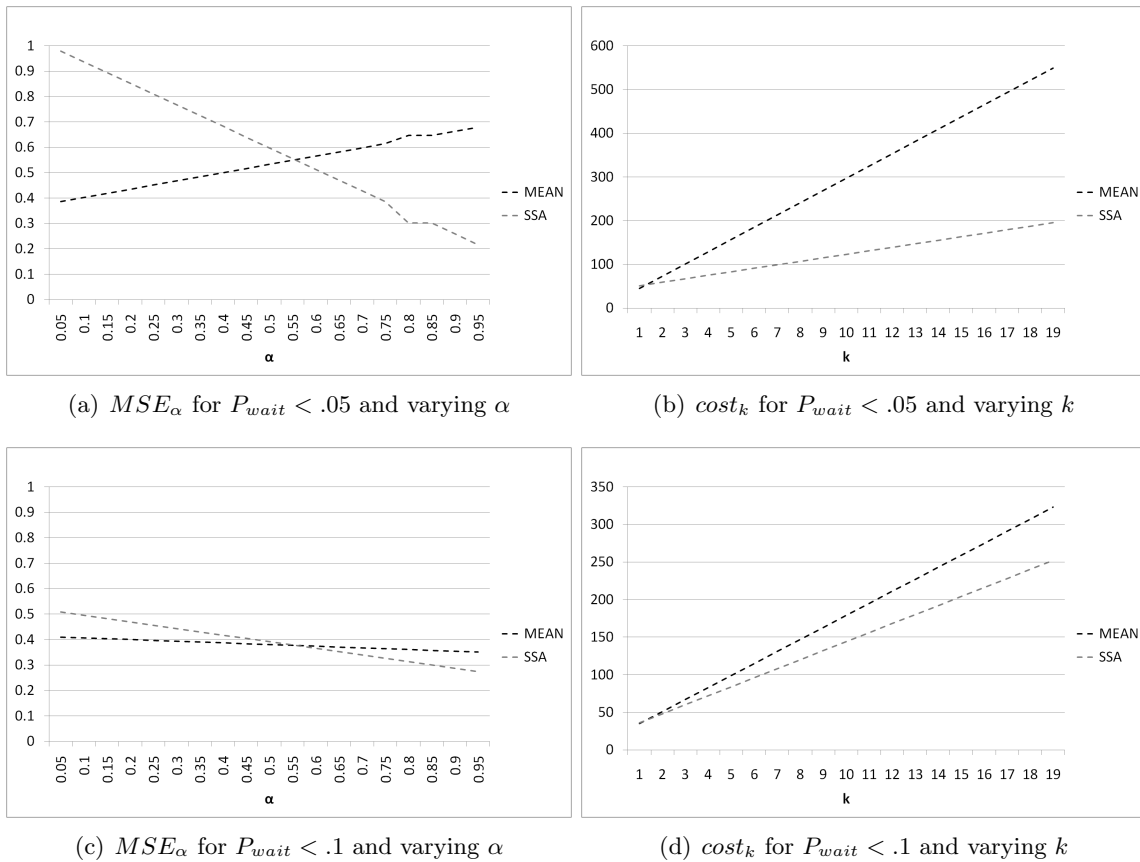 1
0.9
0.8
0.7
0.6
0.5
0.4
0.3
0.2
0.1
0
0.05 0.1 0.15 0.2 0.25 0.3 0.35 0.4 0.45 0.5 0.55 0.6 0.65 0.7 0.75 0.8 0.85 0.9 0.95
α
MEAN
SSA
(a) MSE_α for P_wait < .05 and varying α
600
500
400
300
200
100
0
1 2 3 4 5 6 7 8 9 10 11 12 13 14 15 16 17 18 19
k
MEAN
SSA
(b) cost_k for P_wait < .05 and varying k
1
0.9
0.8
0.7
0.6
0.5
0.4
0.3
0.2
0.1
0
0.05 0.1 0.15 0.2 0.25 0.3 0.35 0.4 0.45 0.5 0.55 0.6 0.65 0.7 0.75 0.8 0.85 0.9 0.95
α
MEAN
SSA
(c) MSE_α for P_wait < .1 and varying α
350
300
250
200
150
100
50
0
1 2 3 4 5 6 7 8 9 10 11 12 13 14 15 16 17 18 19
k
MEAN
SSA
(d) cost_k for P_wait < .1 and varying k